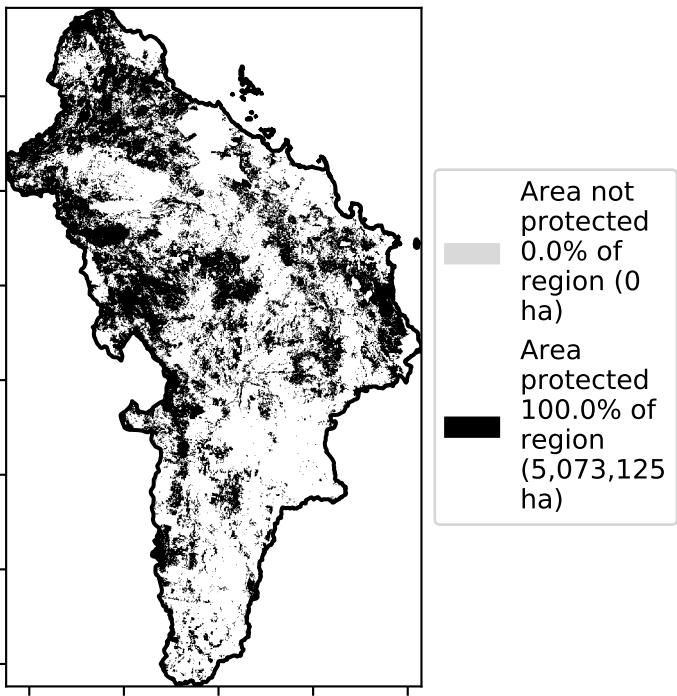 Area not
protected
0.0% of
region (0
ha)
Area
protected
100.0% of
region
(5,073,125
ha)